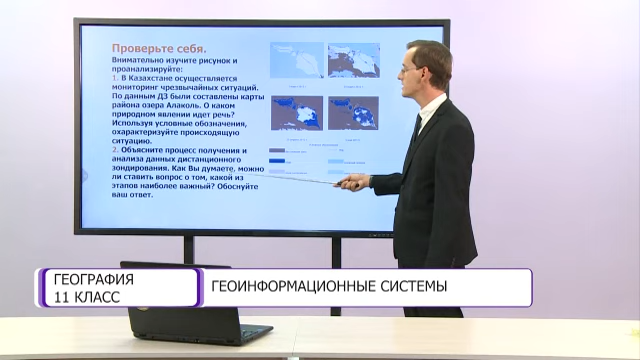 Проверьте себя.
Внимательно изучите рисунок и
проанализируйте:
1. В Казахстане осуществляется
мониторинг чрезвычайных ситуаций.
По данным ДЗ были составлены карты
района озера Алаколь. О каком
природном явлении идет речь?
Используя условные обозначения,
охарактеризуйте происходящую
ситуацию.
2. Объясните процесс получения и
анализа данных дистанционного
зондирования. Как Вы думаете, можно
ли ставить вопрос о том, какой из
этапов наиболее важный? Обоснуйте
ваш ответ.
ГЕОГРАФИЯ
11 КЛАСС
ГЕОИНФОРМАЦИОННЫЕ СИСТЕМЫ